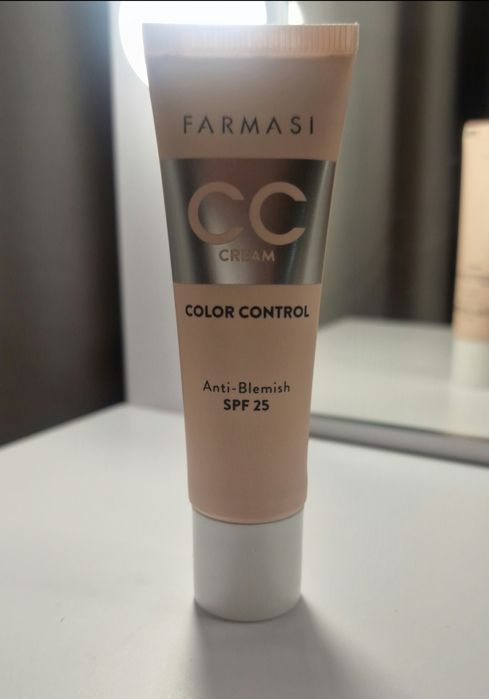 FARMASI
CC
CREAM
COLOR CONTROL
Anti-Blemish
SPF 25